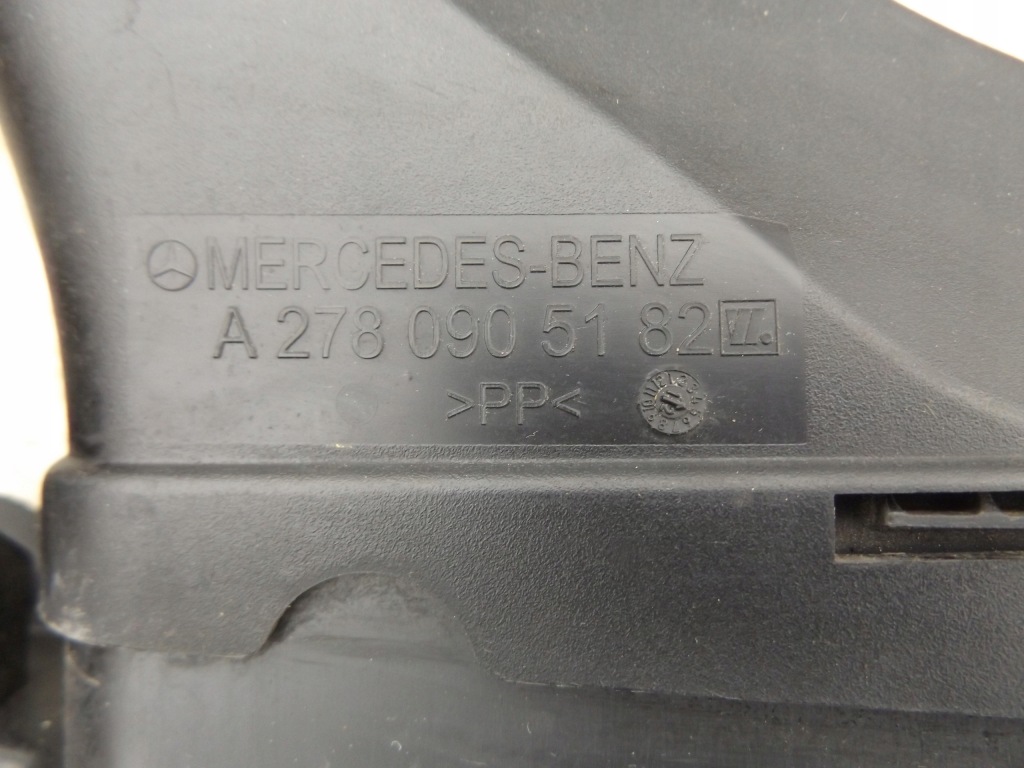 MERCEDES-BENZ
A 278 090 51 82
>PP<